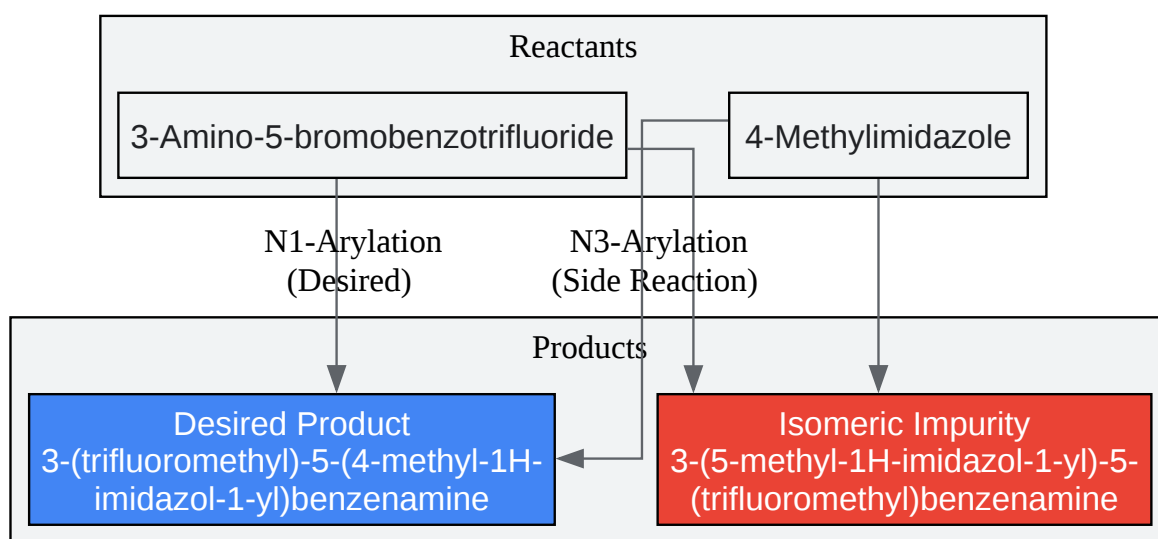 Reactants
3-Amino-5-bromobenzotrifluoride
4-Methylimidazole
N1-Arylation
(Desired)
N3-Arylation
(Side Reaction)
Products
Desired Product
3-(trifluoromethyl)-5-(4-methyl-1H-
imidazol-1-yl)benzenamine
Isomeric Impurity
3-(5-methyl-1H-imidazol-1-yl)-5-
(trifluoromethyl)benzenamine